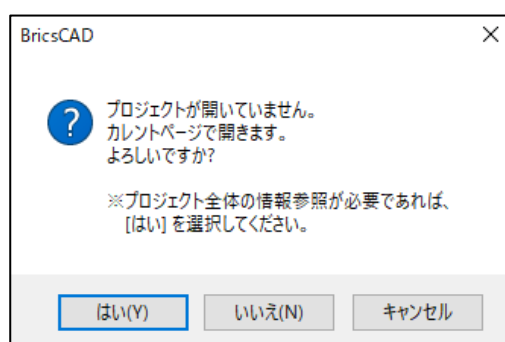 BricsCAD
プロジェクトが開いていません。
カレントページで開きます。
よろしいですか?
※プロジェクト全体の情報参照が必要であれば、
[はい] を選択してください。
はい(Y)
いいえ(N)
キャンセル